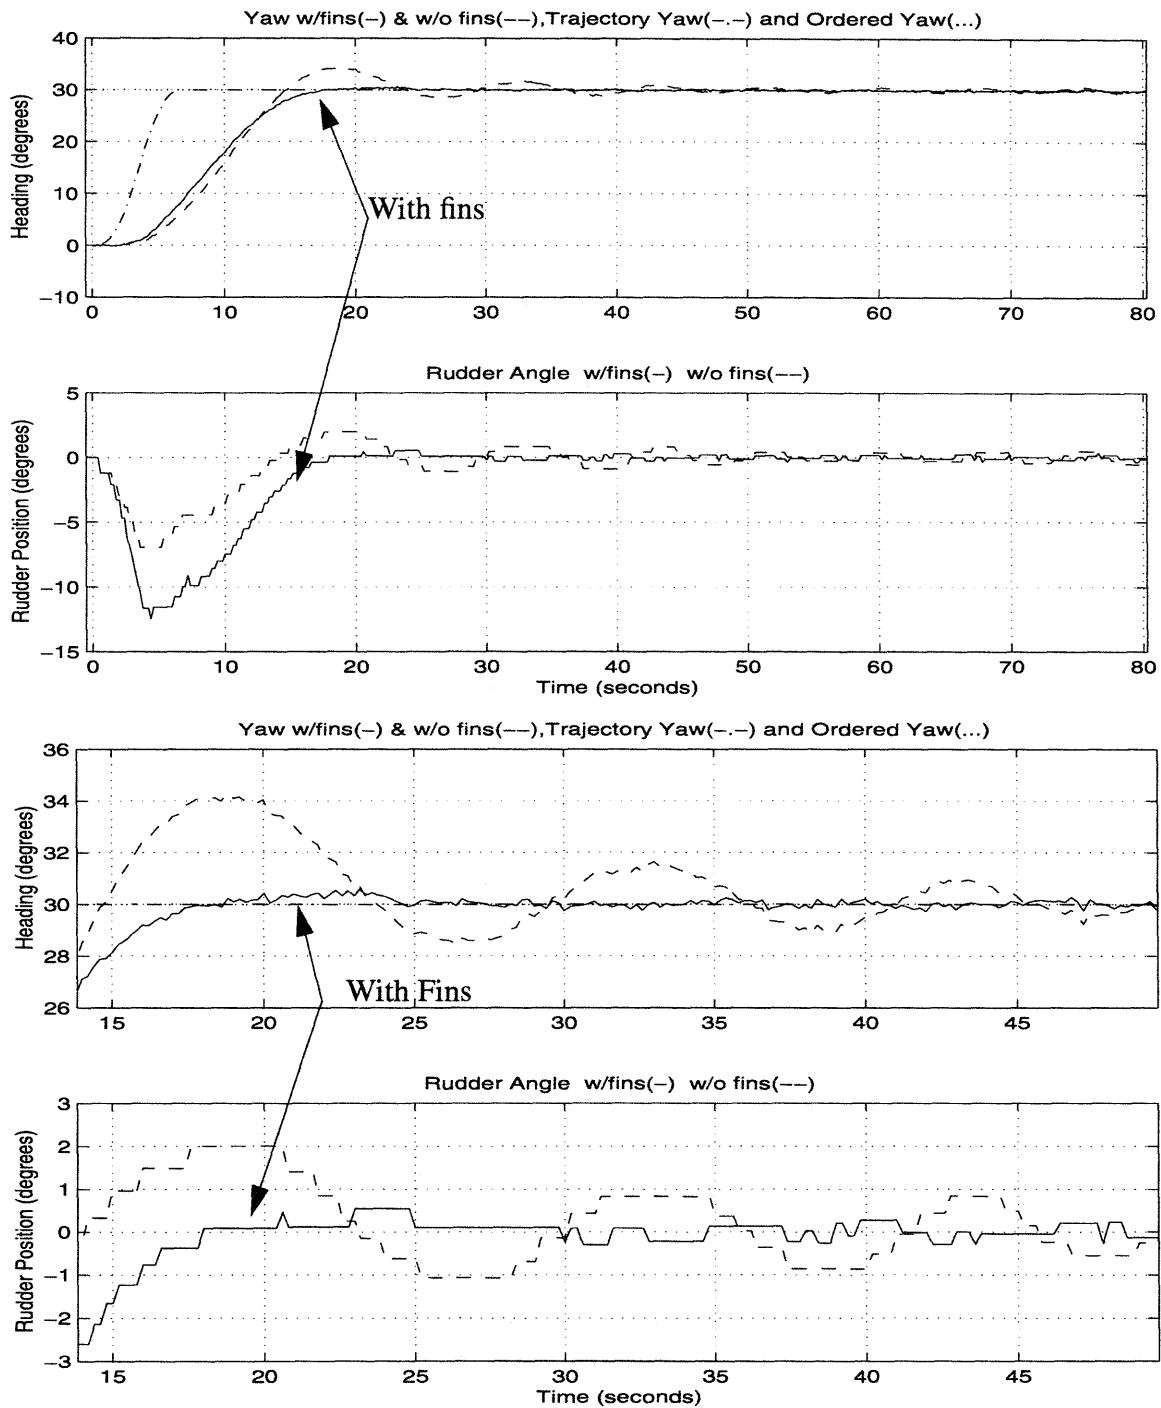 Yaw w/fins(−) & w/o fins(−−),Trajectory Yaw(−.−) and Ordered Yaw(...)
40
30
20
10
0
−10
Heading (degrees)
With fins
0 10 20 30 40 50 60 70 80
Rudder Angle w/fins(−) w/o fins(−−)
5
0
−5
−10
−15
Rudder Position (degrees)
0 10 20 30 40 50 60 70 80
Time (seconds)
Yaw w/fins(−) & w/o fins(−−),Trajectory Yaw(−.−) and Ordered Yaw(...)
36
34
32
30
28
26
Heading (degrees)
With Fins
15 20 25 30 35 40 45
Rudder Angle w/fins(−) w/o fins(−−)
3
2
1
0
−1
−2
−3
Rudder Position (degrees)
15 20 25 30 35 40 45
Time (seconds)